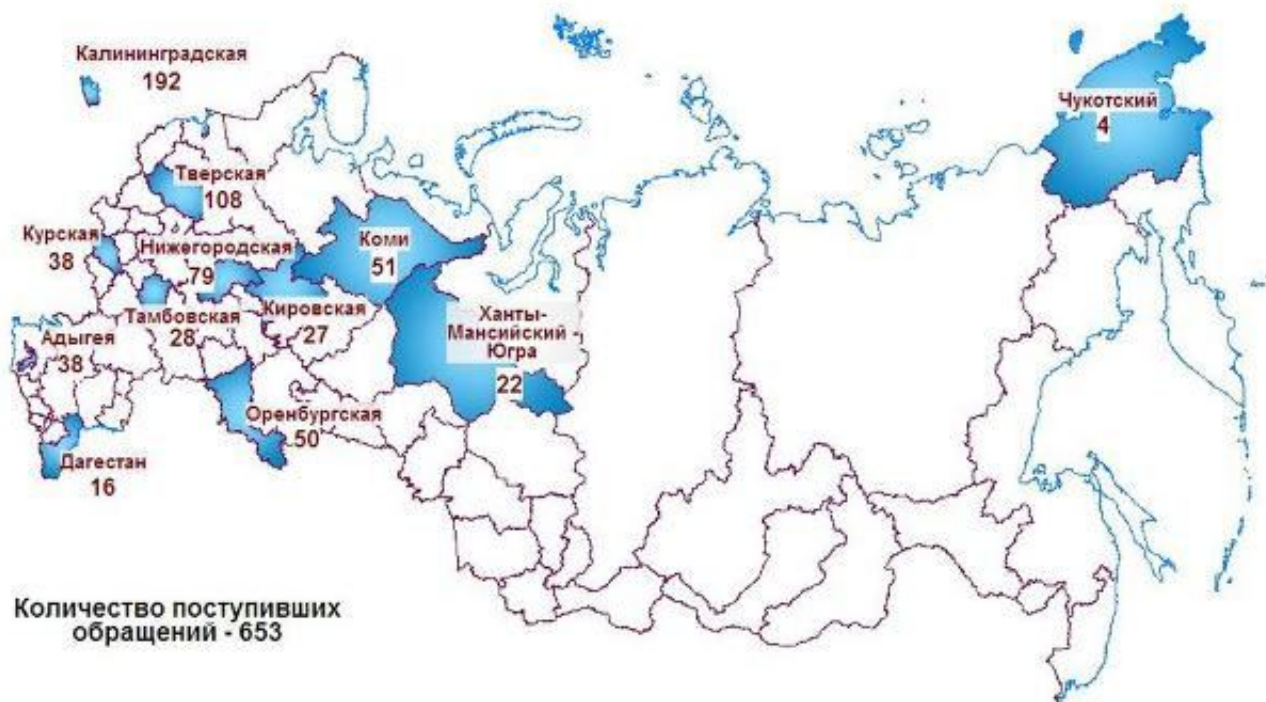 Калининградская
192
Чукотский
4
Тверская
108
Курская
38
Нижегородская
79
Коми
51
Тамбовская
28
Кировская
27
Ханты-
Мансийский -
Югра
22
Адыгея
38
Оренбургская
50
Дагестан
16
Количество поступивших
обращений - 653